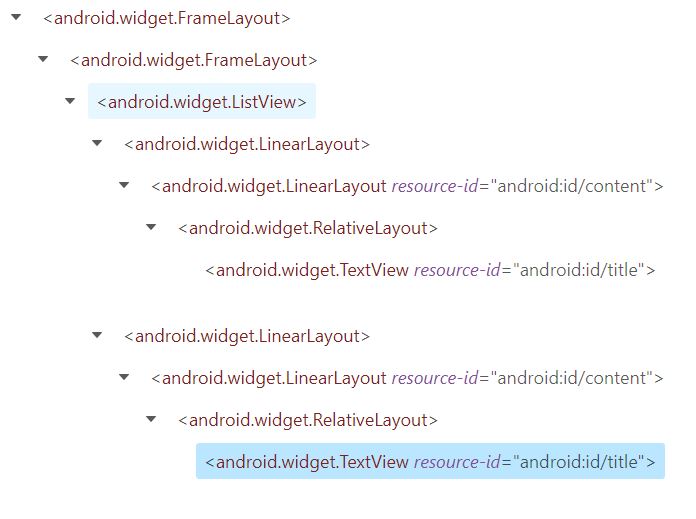 <android.widget.FrameLayout>
<android.widget.FrameLayout>
<android.widget.ListView>
<android.widget.LinearLayout>
<android.widget.LinearLayout resource-id="android:id/content">
<android.widget.RelativeLayout>
<android.widget.TextView resource-id="android:id/title">
<android.widget.LinearLayout>
<android.widget.LinearLayout resource-id="android:id/content">
<android.widget.RelativeLayout>
<android.widget.TextView resource-id="android:id/title">